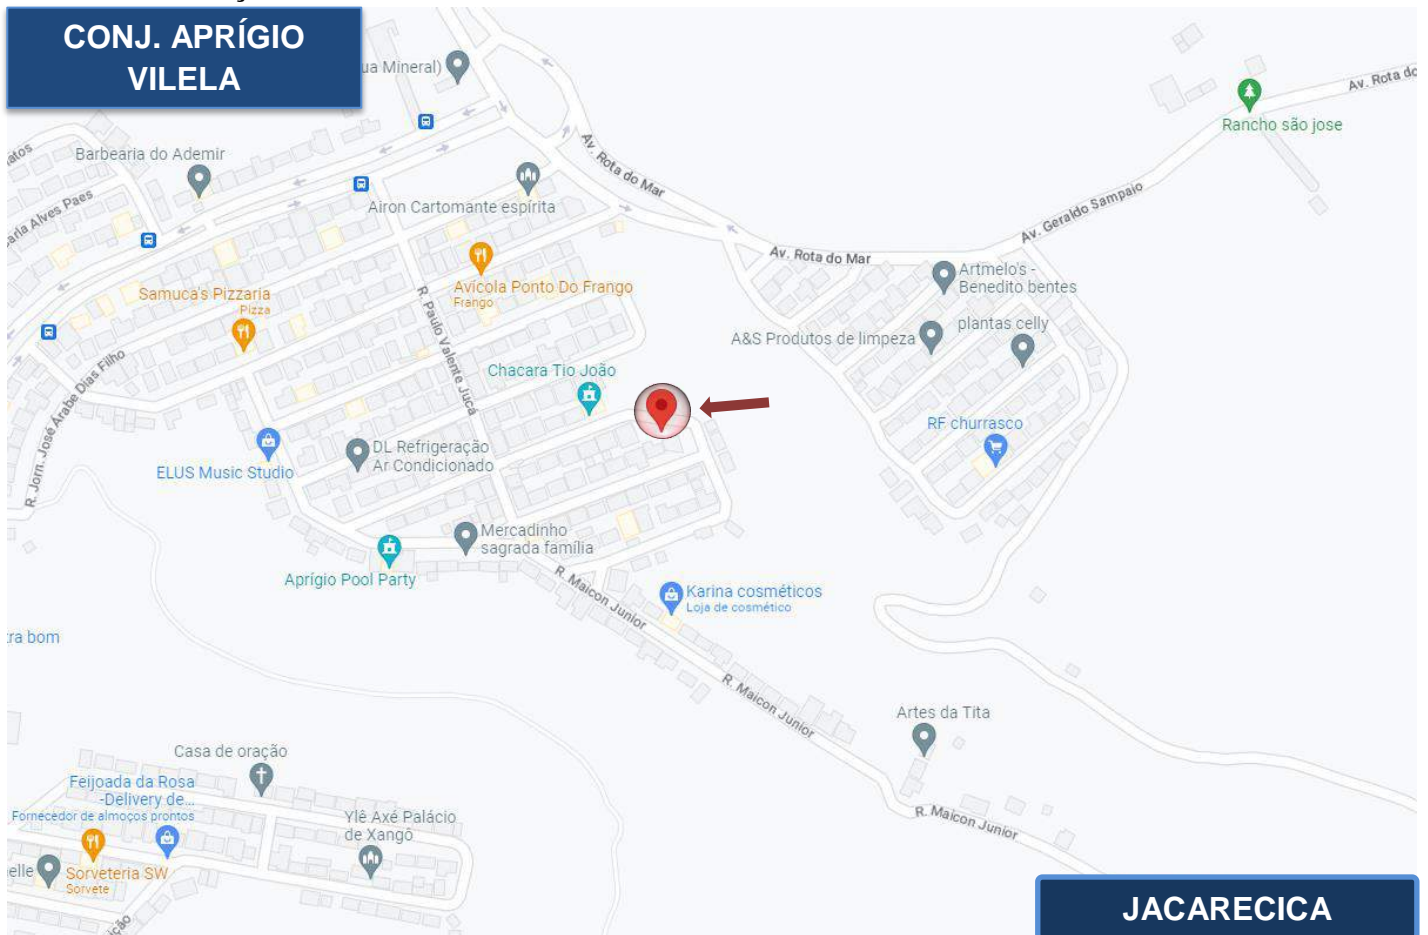 CONJ. APRÍGIO
VILELA
ua Mineral)
Av. Rota do
Rancho são jose
Barbearia do Ademir
Av. Rota do Mar
Airon Cartomante espírita
Av. Geraldo Sampaio
Av. Rota do Mar
Artmelo's -
Benedito bentes
Avicola Ponto Do Frango
Frango
Samuca's Pizzaria
Pizza
R. Paulo Valente Jucá
plantas celly
A&S Produtos de limpeza
R. Jorn. José Árabe Dias Filho
Chacara Tio João
RF churrasco
DL Refrigeração
Ar Condicionado
ELUS Music Studio
Mercadinho
sagrada família
Aprígio Pool Party
R. Maicon Junior
Karina cosméticos
Loja de cosmético
tra bom
R. Maicon Junior
Artes da Tita
Casa de oração
Feijoada da Rosa
-Delivery de...
Fornecedor de almoços prontos
Ylê Axé Palácio
de Xangô
R. Maicon Junior
elle
Sorveteria SW
Sorvete
JACARECICA